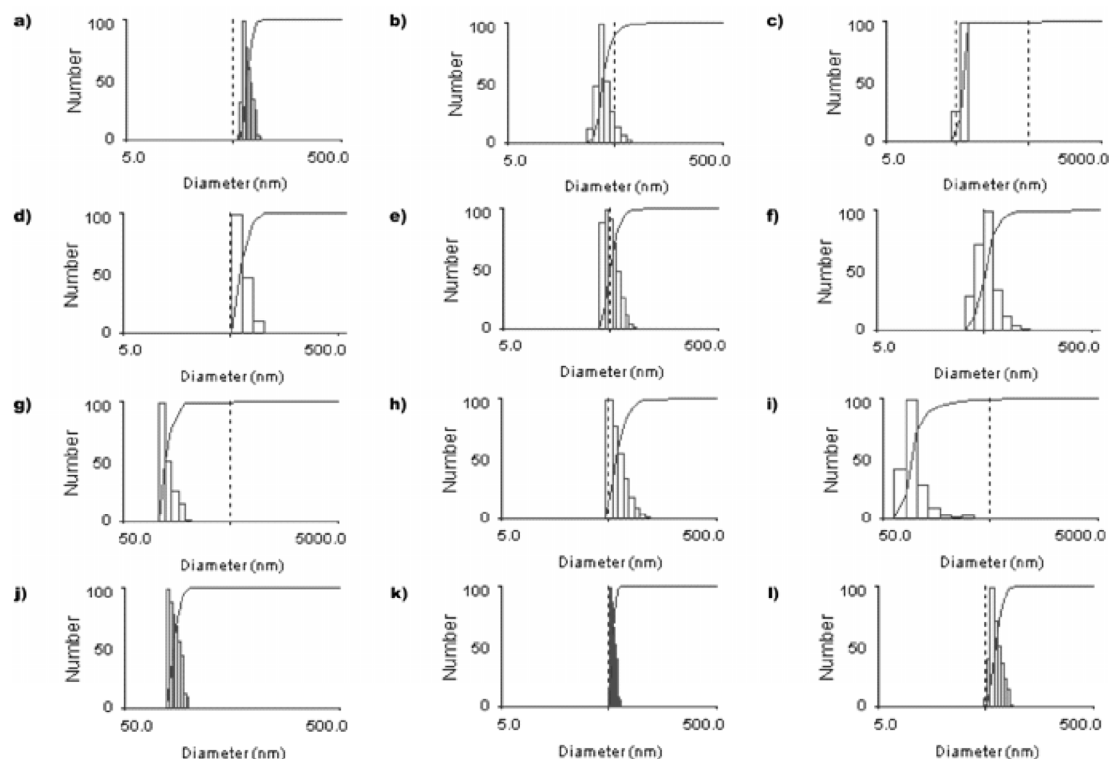 a) 100 b) 100 c) 100
Number Number Number
50 50 50
0 0 0
5.0 500.0 5.0 500.0 5.0 5000.0
Diameter (nm) Diameter (nm) Diameter (nm)
d) 100 e) 100 f) 100
Number Number Number
50 50 50
0 0 0
5.0 500.0 5.0 500.0 5.0 500.0
Diameter (nm) Diameter (nm) Diameter (nm)
g) 100 h) 100 i) 100
Number Number Number
50 50 50
0 0 0
50.0 5000.0 5.0 500.0 50.0 5000.0
Diameter (nm) Diameter (nm) Diameter (nm)
j) 100 k) 100 l) 100
Number Number Number
50 50 50
0 0 0
50.0 500.0 5.0 500.0 5.0 500.0
Diameter (nm) Diameter (nm) Diameter (nm)